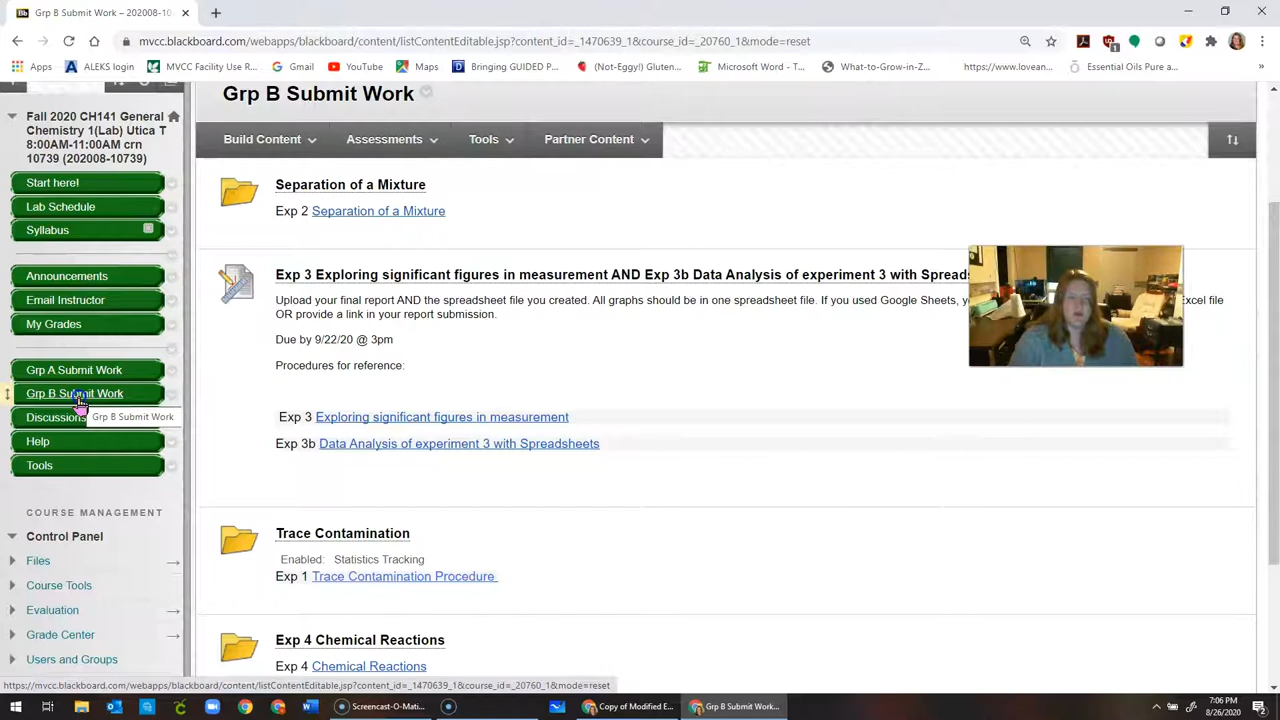 Grp B Submit Work – 202008-10
mvcc.blackboard.com/webapps/blackboard/content/listContentEditable.jsp?content_id=_1470639_1&course_id=_20760_1&mode=reset
Apps ALEKS login MVCC Facility Use R... Gmail YouTube Maps Bringing GUIDED P... (Not-Eggy!) Gluten... Microsoft Word - T... What-to-Grow-in-Z... https://www.lovean... Essential Oils Pure a... »
Fall 2020 CH141 General
Chemistry 1(Lab) Utica T
8:00AM-11:00AM crn
10739 (202008-10739)
Start here!
Lab Schedule
Syllabus
Announcements
Email Instructor
My Grades
Grp A Submit Work
Grp B Submit Work
Discussions
Grp B Submit Work
Help
Tools
COURSE MANAGEMENT
Control Panel
Files
Course Tools
Evaluation
Grade Center
Users and Groups
Grp B Submit Work
Build Content Assessments Tools Partner Content
Separation of a Mixture
Exp 2 Separation of a Mixture
Exp 3 Exploring significant figures in measurement AND Exp 3b Data Analysis of experiment 3 with Spreads
Upload your final report AND the spreadsheet file you created. All graphs should be in one spreadsheet file. If you used Google Sheets, y Excel file
OR provide a link in your report submission.
Due by 9/22/20 @ 3pm
Procedures for reference:
Exp 3 Exploring significant figures in measurement
Exp 3b Data Analysis of experiment 3 with Spreadsheets
Trace Contamination
Enabled: Statistics Tracking
Exp 1 Trace Contamination Procedure
Exp 4 Chemical Reactions
Exp 4 Chemical Reactions
https://mvcc.blackboard.com/webapps/blackboard/content/listContentEditable.jsp?content_id=_1470639_1&course_id=_20760_1&mode=reset
Screencast-O-Mati... Copy of Modified E... Grp B Submit Work...
7:06 PM
8/26/2020